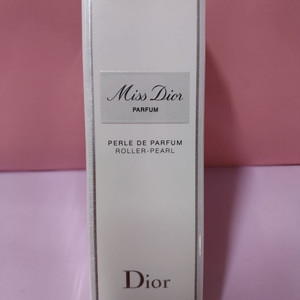 Miss Dior
PARFUM
PERLE DE PARFUM
ROLLER-PEARL
Dior